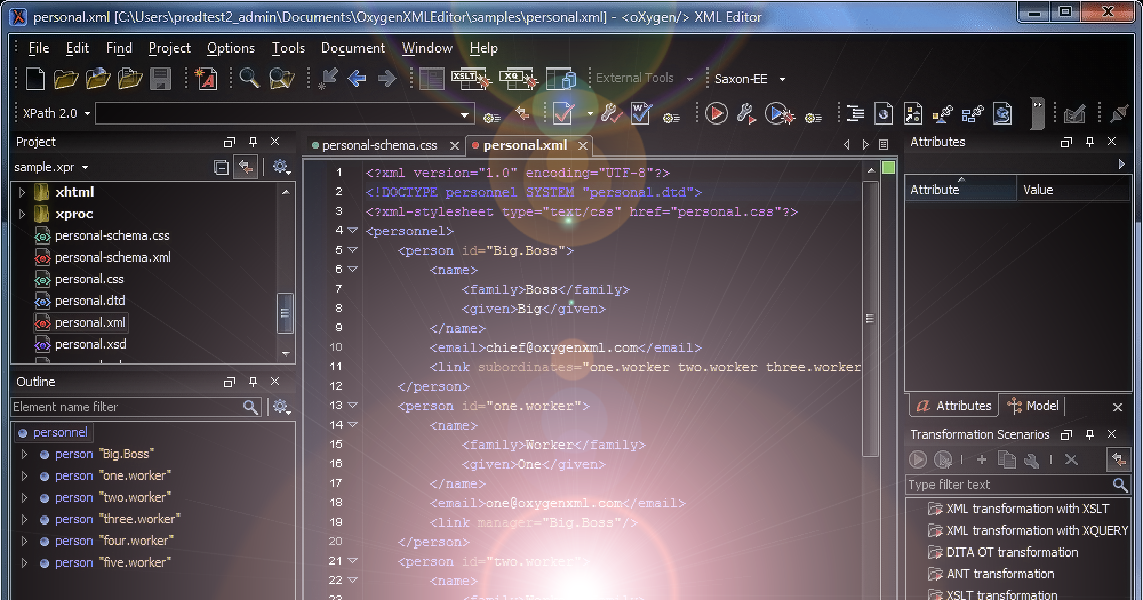 personal.xml [C:\Users\prodtest2_admin\Documents\OxygenXMLEditor\samples\personal.xml] - <oXygen/> XML Editor
File Edit Find Project Options Tools Document Window Help
XSLT XQ External Tools Saxon-EE
XPath 2.0
Project
sample.xpr
xhtml
xproc
personal-schema.css
personal-schema.xml
personal.css
personal.dtd
personal.xml
personal.xsd
Outline
Element name filter
personnel
person "Big.Boss"
person "one.worker"
person "two.worker"
person "three.worker"
person "four.worker"
person "five.worker"
personal-schema.css personal.xml
1 <?xml version="1.0" encoding="UTF-8"?>
2 <!DOCTYPE personnel SYSTEM "personal.dtd">
3 <?xml-stylesheet type="text/css" href="personal.css"?>
4 <personnel>
5 <person id="Big.Boss">
6 <name>
7 <family>Boss</family>
8 <given>Big</given>
9 </name>
10 <email>chief@oxygenxml.com</email>
11 <link subordinates="one.worker two.worker three.worker
12 </person>
13 <person id="one.worker">
14 <name>
15 <family>Worker</family>
16 <given>One</given>
17 </name>
18 <email>one@oxygenxml.com</email>
19 <link manager="Big.Boss"/>
20 </person>
21 <person id="two.worker">
22 <name>
Attributes
Attribute Value
Attributes Model
Transformation Scenarios
Type filter text
XML transformation with XSLT
XML transformation with XQUERY
DITA OT transformation
ANT transformation
XSLT transformation